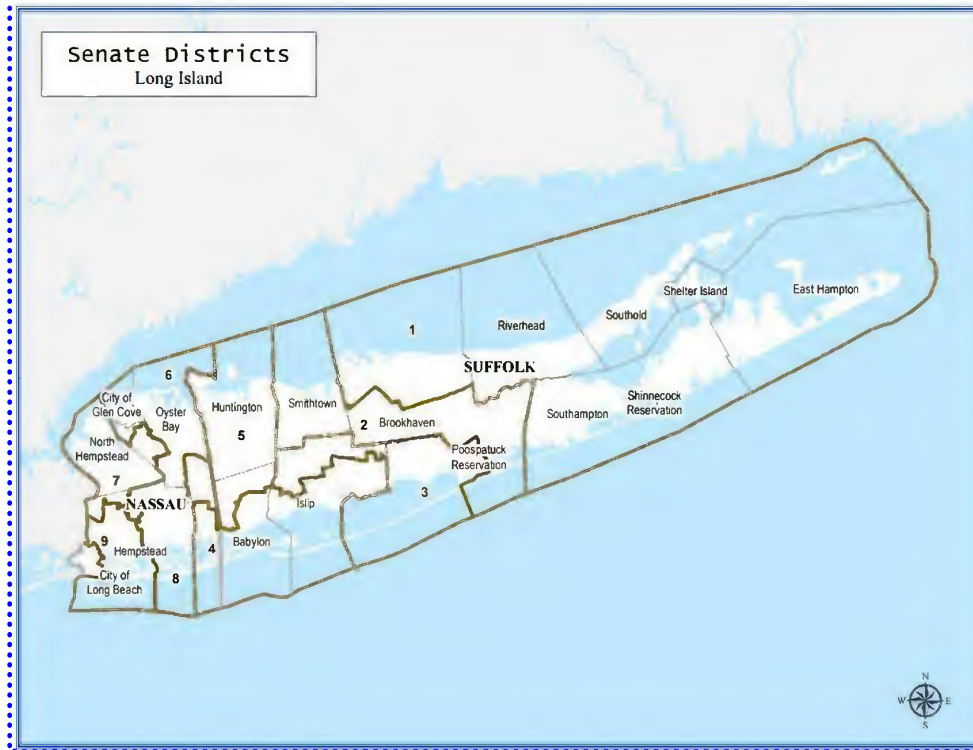 Senate Districts
Long Island
1
Riverhead
Southold
Shelter Island
East Hampton
SUFFOLK
6
City of
Glen Cove
Oyster
Bay
Huntington
Smithtown
5
2
Brookhaven
Southampton
Shinnecock
Reservation
North
Hempstead
7
Poospatuck
Reservation
NASSAU
3
Islip
9
Hempstead
4
Babylon
City of
Long Beach
8
N
W
E
S